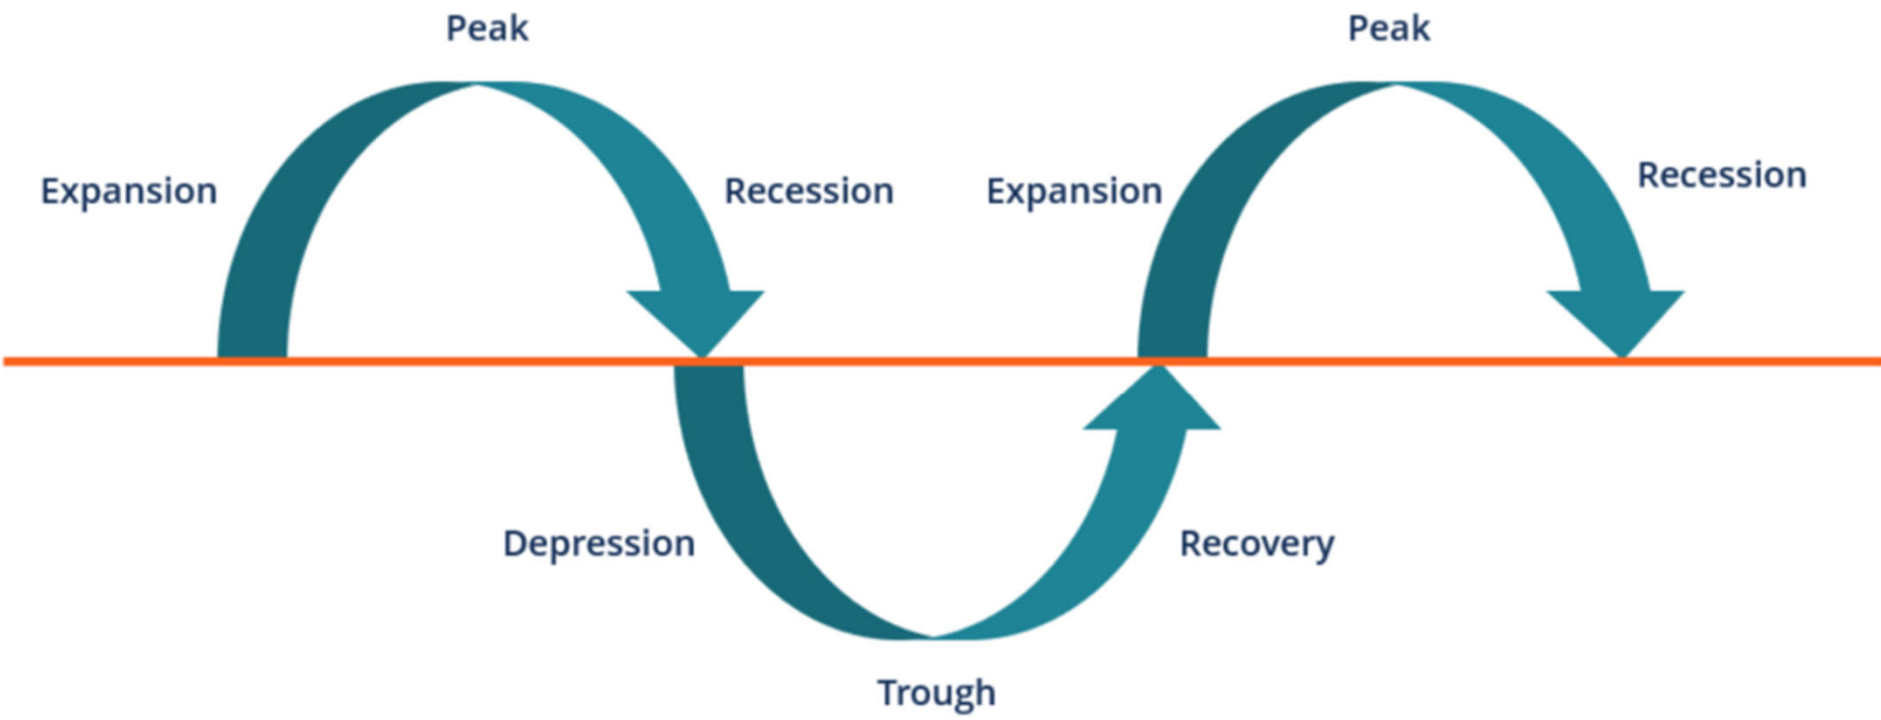 Peak
Peak
Expansion
Recession
Expansion
Recession
Depression
Recovery
Trough